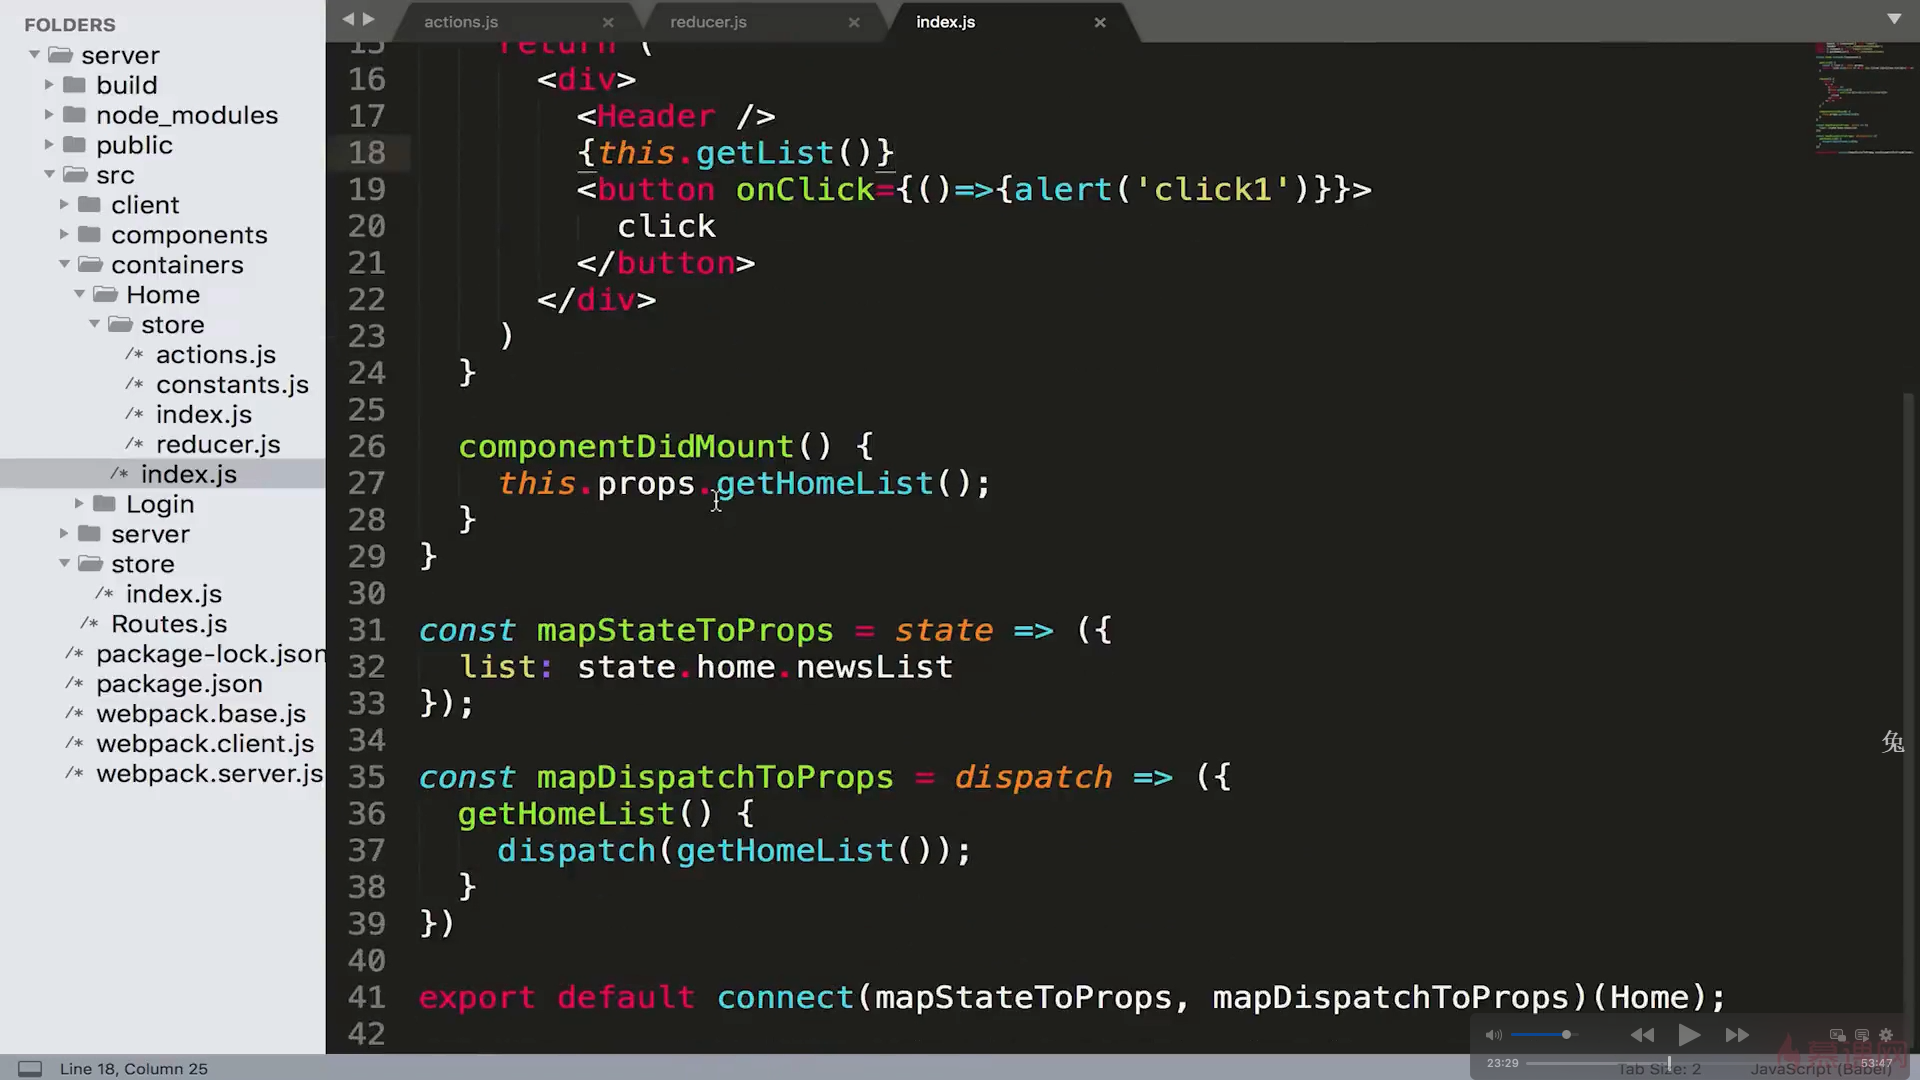 FOLDERS
server
build
node_modules
public
src
client
components
containers
Home
store
/* actions.js
/* constants.js
/* index.js
/* reducer.js
/* index.js
Login
server
store
/* index.js
/* Routes.js
/* package-lock.json
/* package.json
/* webpack.base.js
/* webpack.client.js
/* webpack.server.js
actions.js ×
reducer.js ×
index.js ×
15 return (
16 <div>
17 <Header />
18 {this.getList()}
19 <button onClick={()=>{alert('click1')}}>
20 click
21 </button>
22 </div>
23 )
24 }
25
26 componentDidMount() {
27 this.props.getHomeList();
28 }
29 }
30
31 const mapStateToProps = state => ({
32 list: state.home.newsList
33 });
34
35 const mapDispatchToProps = dispatch => ({
36 getHomeList() {
37 dispatch(getHomeList());
38 }
39 })
40
41 export default connect(mapStateToProps, mapDispatchToProps)(Home);
42
兔
慕课网
23:29
53:47
Line 18, Column 25
Tab Size: 2
JavaScript (Babel)